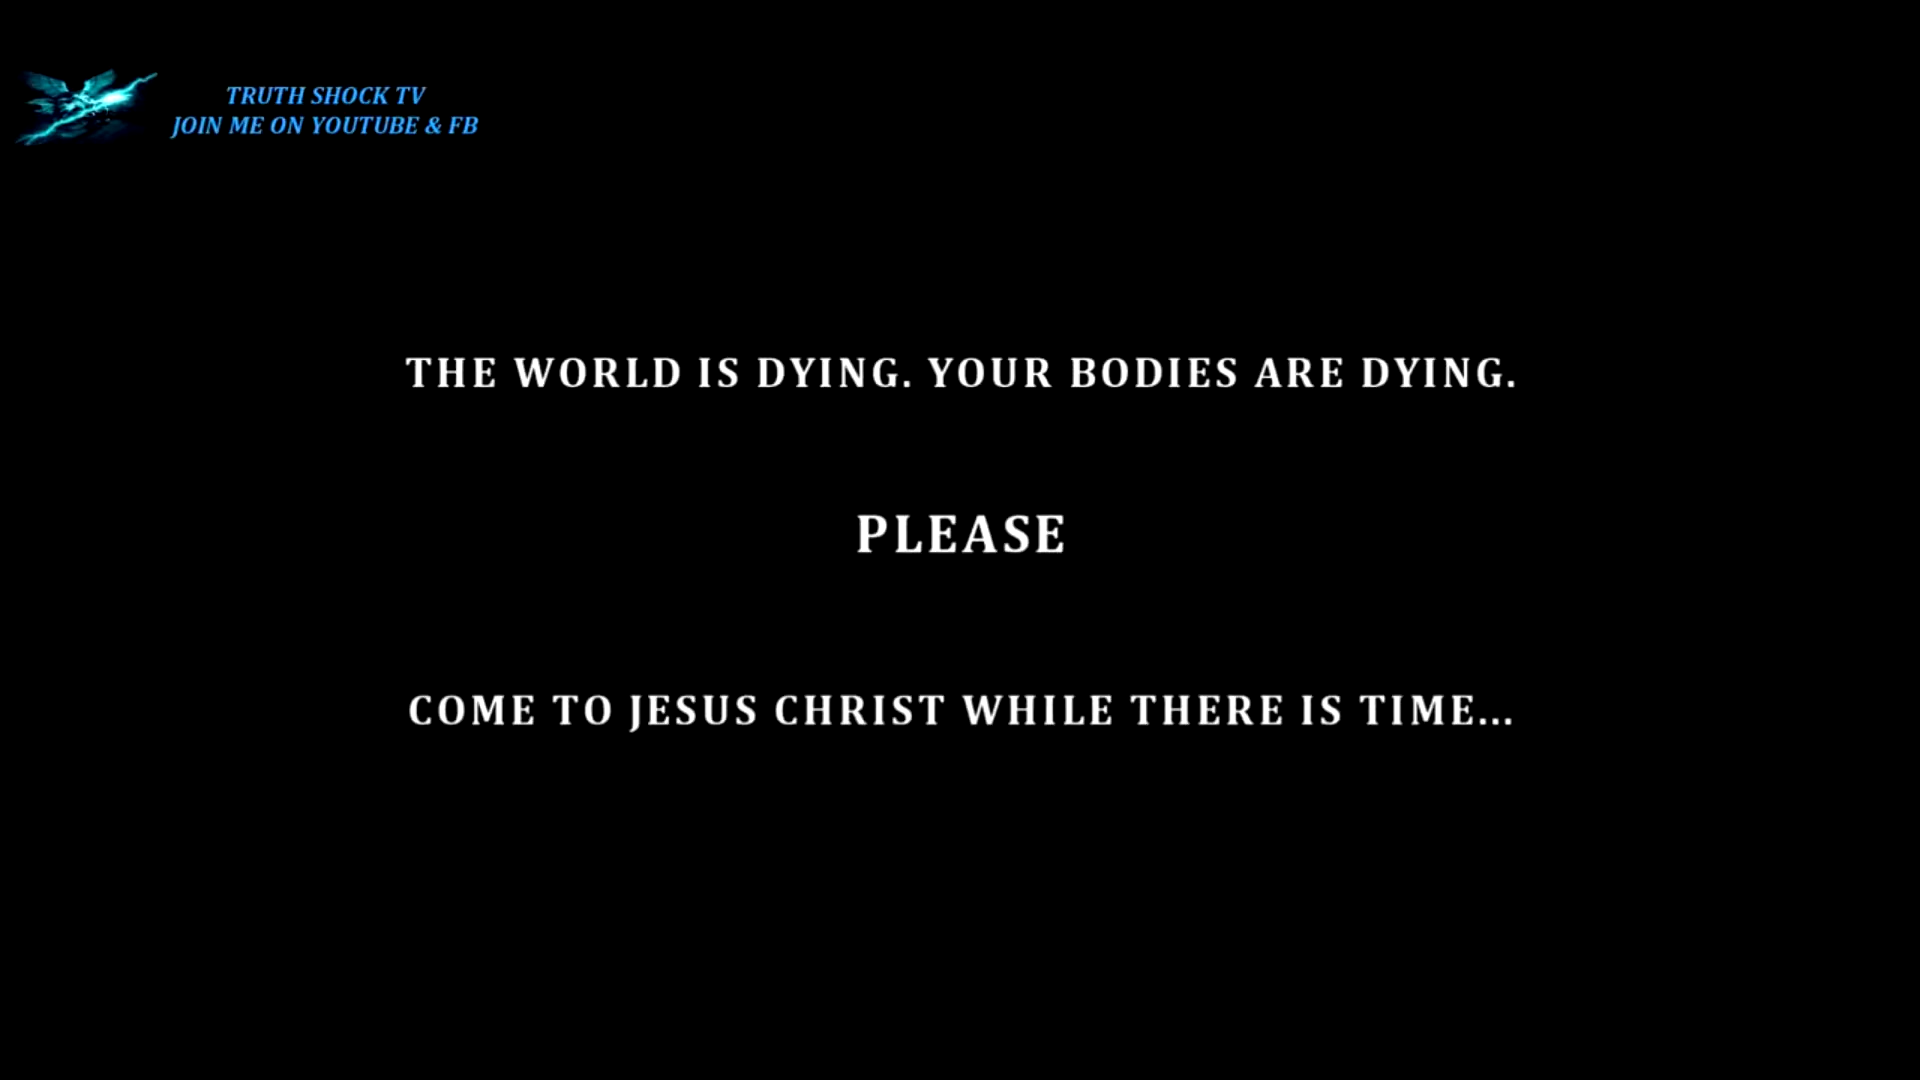 TRUTH SHOCK TV
JOIN ME ON YOUTUBE & FB
THE WORLD IS DYING. YOUR BODIES ARE DYING.
PLEASE
COME TO JESUS CHRIST WHILE THERE IS TIME...